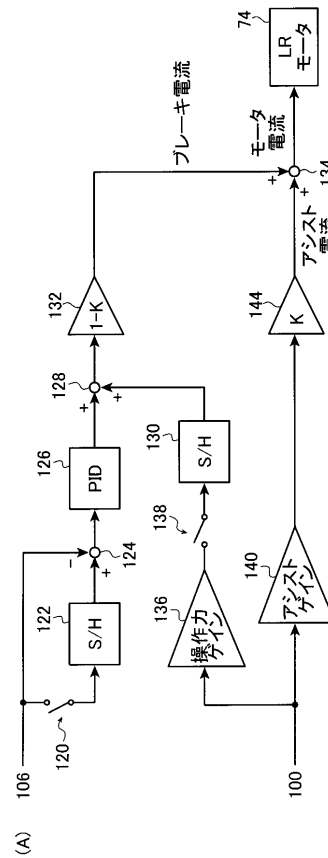 (A)
106
120
122
S/H
124
-
+
126
PID
128
+
+
132
1-K
ブレーキ電流
130
S/H
138
136
操作力
ゲイン
100
140
アシスト
ゲイン
144
K
アシスト
電流
134
+
+
モータ
電流
74
LR
モータ